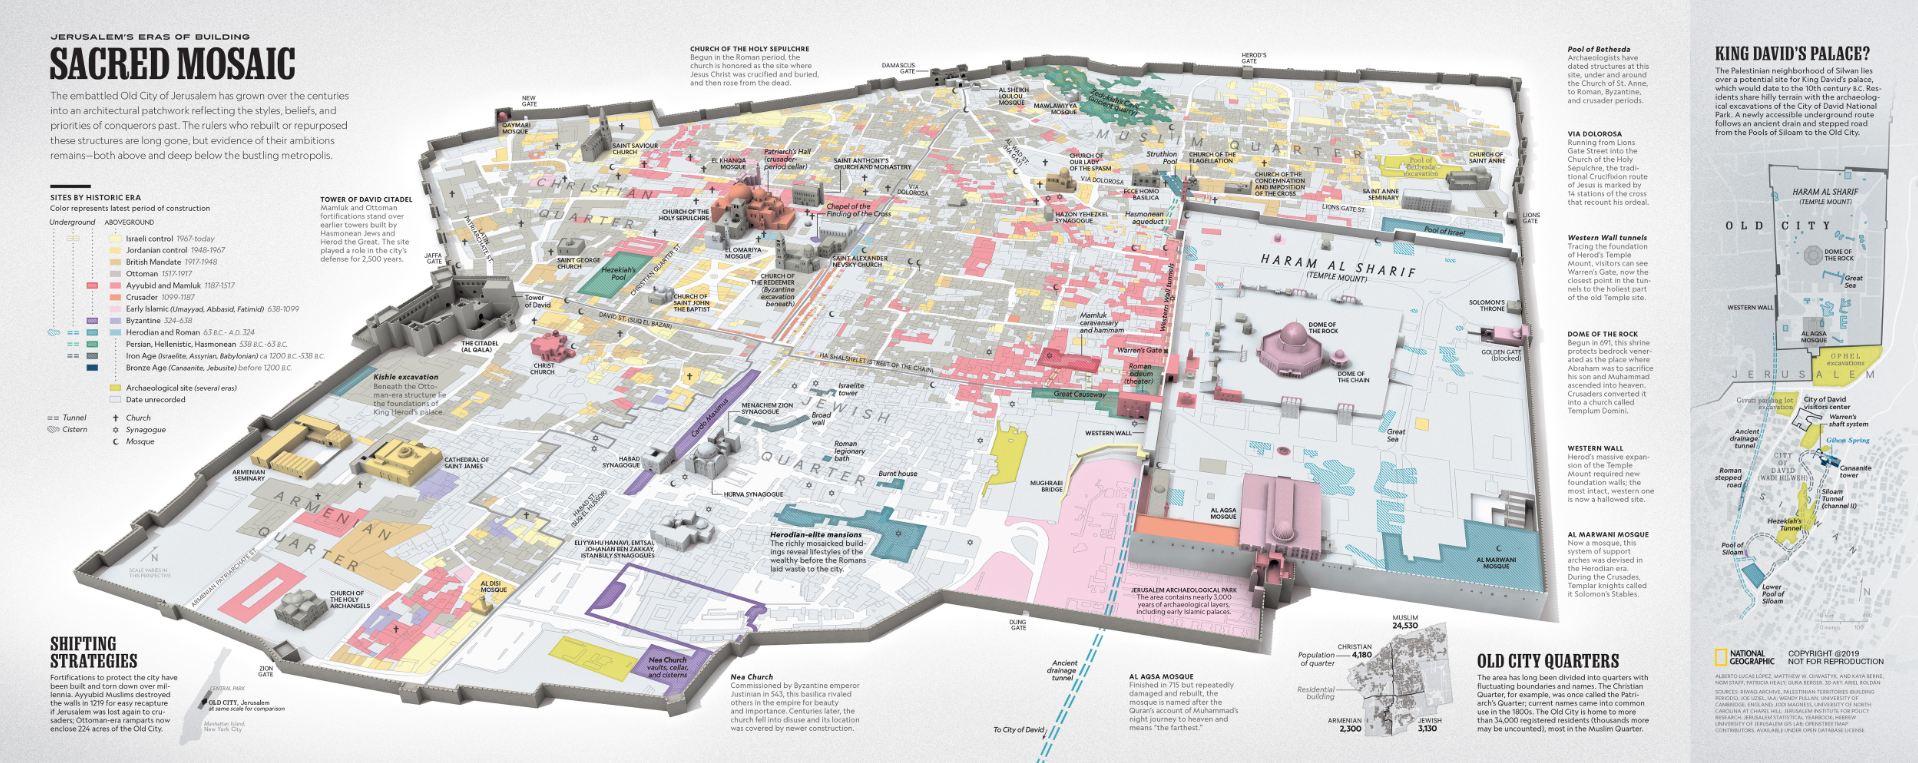 JERUSALEM'S ERAS OF BUILDING
SACRED MOSAIC
The embattled Old City of Jerusalem has grown over the centuries
into an architectural patchwork reflecting the styles, beliefs, and
priorities of conquerors past. The rulers who rebuilt or repurposed
these structures are long gone, but evidence of their ambitions
remains—both above and deep below the bustling metropolis.
SITES BY HISTORIC ERA
Color represents latest period of construction
Underground ABOVEGROUND
Israeli control 1967-today
Jordanian control 1948-1967
British Mandate 1917-1948
Ottoman 1517-1917
Ayyubid and Mamluk 1187-1517
Crusader 1099-1187
Early Islamic (Umayyad, Abbasid, Fatimid) 638-1099
Byzantine 324-638
Herodian and Roman 63 B.C.- A.D. 324
Persian, Hellenistic, Hasmonean 538 B.C.-63 B.C.
Iron Age (Israelite, Assyrian, Babylonian) ca 1200 B.C.-538 B.C.
Bronze Age (Canaanite, Jebusite) before 1200 B.C.
Archaeological site (several eras)
Date unrecorded
Tunnel
Cistern
Church
Synagogue
Mosque
TOWER OF DAVID CITADEL
Mamluk and Ottoman
fortifications stand over
earlier towers built by
Hasmonean Jews and
Herod the Great. The site
played a role in the city's
defense for 2,500 years.
CHURCH OF THE HOLY SEPULCHRE
Begun in the Roman period, the
church is honored as the site where
Jesus Christ was crucified and buried,
and then rose from the dead.
DAMASCUS
GATE
HEROD'S
GATE
NEW
GATE
QAYMARI
MOSQUE
SAINT SAVIOUR
CHURCH
AL SHEIKH
LOULOU
MOSQUE
MAWLAWIYYA
MOSQUE
Zedekiah's Cave
(ancient quarry)
MUSLIM QUARTER
CHRISTIAN
QUARTER
EL KHANQA
MOSQUE
Patriarch's Hall
(crusader-
period cellar)
SAINT ANTHONY'S
CHURCH AND MONASTERY
VIA
DOLOROSA
AL WAD ST.
(HA GAI)
CHURCH OF
OUR LADY
OF THE SPASM
VIA DOLOROSA
Struthion
Pool
CHURCH OF THE
FLAGELLATION
ECCE HOMO
BASILICA
CHURCH OF THE
CONDEMNATION
AND IMPOSITION
OF THE CROSS
Pool of
Bethesda
excavation
CHURCH OF
SAINT ANNE
SAINT ANNE
SEMINARY
LIONS GATE ST.
LIONS
GATE
Pool of Israel
CHURCH OF THE
HOLY SEPULCHRE
Chapel of the
Finding of the Cross
HAZON YEHEZKEL
SYNAGOGUE
Hasmonean
aqueduct
LATIN
PATRIARCHATE ST.
JAFFA
GATE
SAINT GEORGE
CHURCH
Hezekiah's
Pool
CHRISTIAN QUARTER ST.
EL OMARIYA
MOSQUE
SAINT ALEXANDER
NEVSKY CHURCH
CHURCH OF
THE REDEEMER
(Byzantine
excavation
beneath)
CHURCH OF
SAINT JOHN
THE BAPTIST
Tower
of David
DAVID ST. (SUQ EL BAZAR)
THE CITADEL
(AL QALA)
CHRIST
CHURCH
HA SHALSHELET (STREET OF THE CHAIN)
Mamluk
caravansary
and hammam
Western Wall tunnels
Warren's Gate
Roman
odeum
(theater)
Great Causeway
WESTERN WALL
HARAM AL SHARIF
(TEMPLE MOUNT)
DOME OF
THE ROCK
DOME OF
THE CHAIN
SOLOMON'S
THRONE
GOLDEN GATE
(blocked)
Great
Sea
Kishle excavation
Beneath the Otto-
man-era structure lie
the foundations of
King Herod's palace.
ARMENIAN
SEMINARY
CATHEDRAL OF
SAINT JAMES
ARMENIAN
QUARTER
ARMENIAN PATRIARCHATE ST.
N
SCALE VARIES IN
THIS PERSPECTIVE
CHURCH OF
THE HOLY
ARCHANGELS
AL DISI
MOSQUE
Cardo Maximus
HABAD
SYNAGOGUE
HABAD ST.
(SUQ EL HUSSOR)
MENACHEM ZION
SYNAGOGUE
Israelite
tower
Broad
wall
JEWISH
QUARTER
Roman
legionary
bath
Burnt house
HURVA SYNAGOGUE
ELIYYAHU HANAVI, EMTSAI,
JOHANAN BEN ZAKKAY,
ISTANBULY SYNAGOGUES
Herodian-elite mansions
The richly mosaicked build-
ings reveal lifestyles of the
wealthy before the Romans
laid waste to the city.
MUGHRABI
BRIDGE
AL AQSA
MOSQUE
AL MARWANI
MOSQUE
JERUSALEM ARCHAEOLOGICAL PARK
The area contains nearly 3,000
years of archaeological layers,
including early Islamic palaces.
DUNG
GATE
Ancient
drainage
tunnel
To City of David
Nea Church
vaults, cellar,
and cisterns
Nea Church
Commissioned by Byzantine emperor
Justinian in 543, this basilica rivaled
others in the empire for beauty
and importance. Centuries later, the
church fell into disuse and its location
was covered by newer construction.
AL AQSA MOSQUE
Finished in 715 but repeatedly
damaged and rebuilt, the
mosque is named after the
Quran's account of Muhammad's
night journey to heaven and
means "the farthest."
SHIFTING
STRATEGIES
Fortifications to protect the city have
been built and torn down over mil-
lennia. Ayyubid Muslims destroyed
the walls in 1219 for easy recapture
if Jerusalem was lost again to cru-
saders; Ottoman-era ramparts now
enclose 224 acres of the Old City.
ZION
GATE
CENTRAL PARK
OLD CITY, Jerusalem
at same scale for comparison
Manhattan Island,
New York City
MUSLIM
24,530
CHRISTIAN
4,180
Population
of quarter
Residential
building
ARMENIAN
2,300
JEWISH
3,130
OLD CITY QUARTERS
The area has long been divided into quarters with
fluctuating boundaries and names. The Christian
Quarter, for example, was once called the Patri-
arch's Quarter; current names came into common
use in the 1800s. The Old City is home to more
than 34,000 registered residents (thousands more
may be uncounted), most in the Muslim Quarter.
Pool of Bethesda
Archaeologists have
dated structures at this
site, under and around
the Church of St. Anne,
to Roman, Byzantine,
and crusader periods.
VIA DOLOROSA
Running from Lions
Gate Street into the
Church of the Holy
Sepulchre, the tradi-
tional Crucifixion route
of Jesus is marked by
14 stations of the cross
that recount his ordeal.
Western Wall tunnels
Tracing the foundation
of Herod's Temple
Mount, visitors can see
Warren's Gate, now the
closest point in the tun-
nels to the holiest part
of the old Temple site.
DOME OF THE ROCK
Begun in 691, this shrine
protects bedrock vener-
ated as the place where
Abraham was to sacrifice
his son and Muhammad
ascended into heaven.
Crusaders converted it
into a church called
Templum Domini.
WESTERN WALL
Herod's massive expan-
sion of the Temple
Mount required new
foundation walls; the
most intact, western one
is now a hallowed site.
AL MARWANI MOSQUE
Now a mosque, this
system of support
arches was devised in
the Herodian era.
During the Crusades,
Templar knights called
it Solomon's Stables.
KING DAVID'S PALACE?
The Palestinian neighborhood of Silwan lies
over a potential site for King David's palace,
which would date to the 10th century B.C. Res-
idents share hilly terrain with the archaeolog-
ical excavations of the City of David National
Park. A newly accessible underground route
follows an ancient drain and stepped road
from the Pools of Siloam to the Old City.
HARAM AL SHARIF
(TEMPLE MOUNT)
OLD CITY
DOME OF
THE ROCK
Great
Sea
WESTERN WALL
AL AQSA
MOSQUE
OPHEL
excavations
JERUSALEM
Givati parking lot
excavation
City of David
visitors center
Warren's
shaft system
Ancient
drainage
tunnel
Gihon Spring
CITY
OF
DAVID
(WADI HILWEH)
Canaanite
tower
Roman
stepped
road
Siloam
Tunnel
(channel II)
SILWAN
Hezekiah's
Tunnel
Pool of
Siloam
Lower
Pool of
Siloam
N
0 meters 100
NATIONAL
GEOGRAPHIC
COPYRIGHT @2019
NOT FOR REPRODUCTION